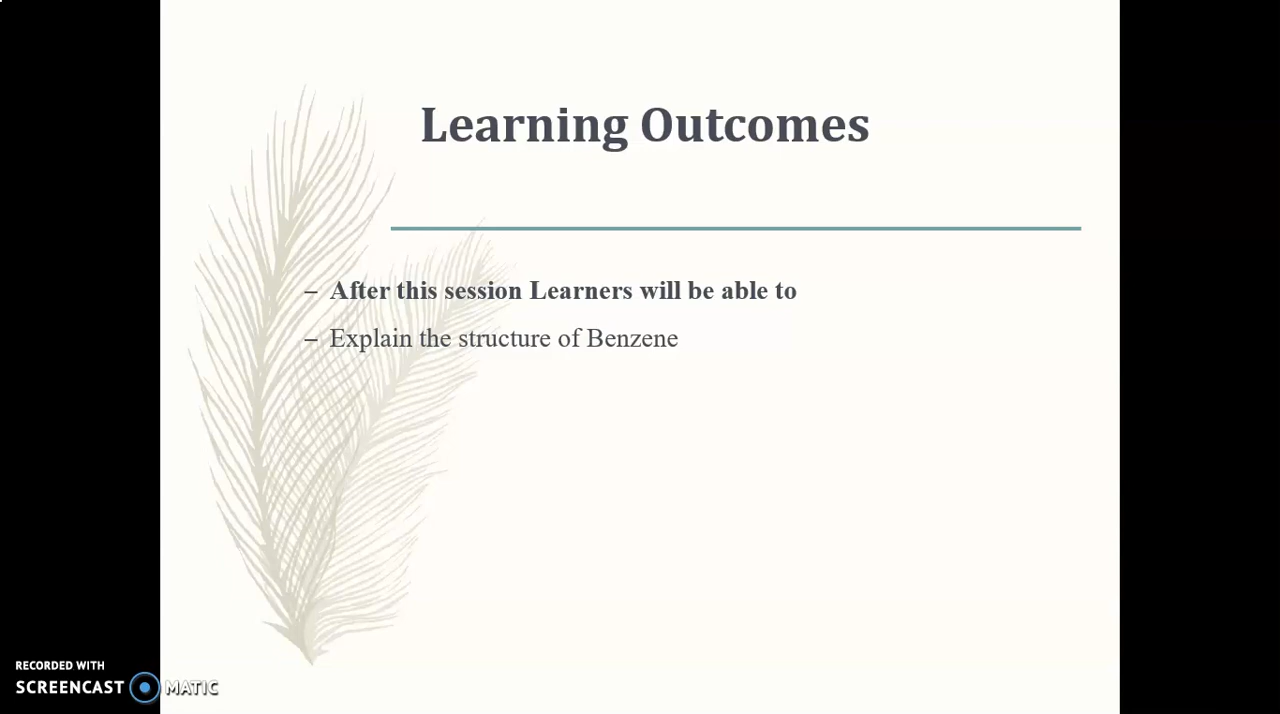 Learning Outcomes
– After this session Learners will be able to
– Explain the structure of Benzene
RECORDED WITH
SCREENCAST MATIC